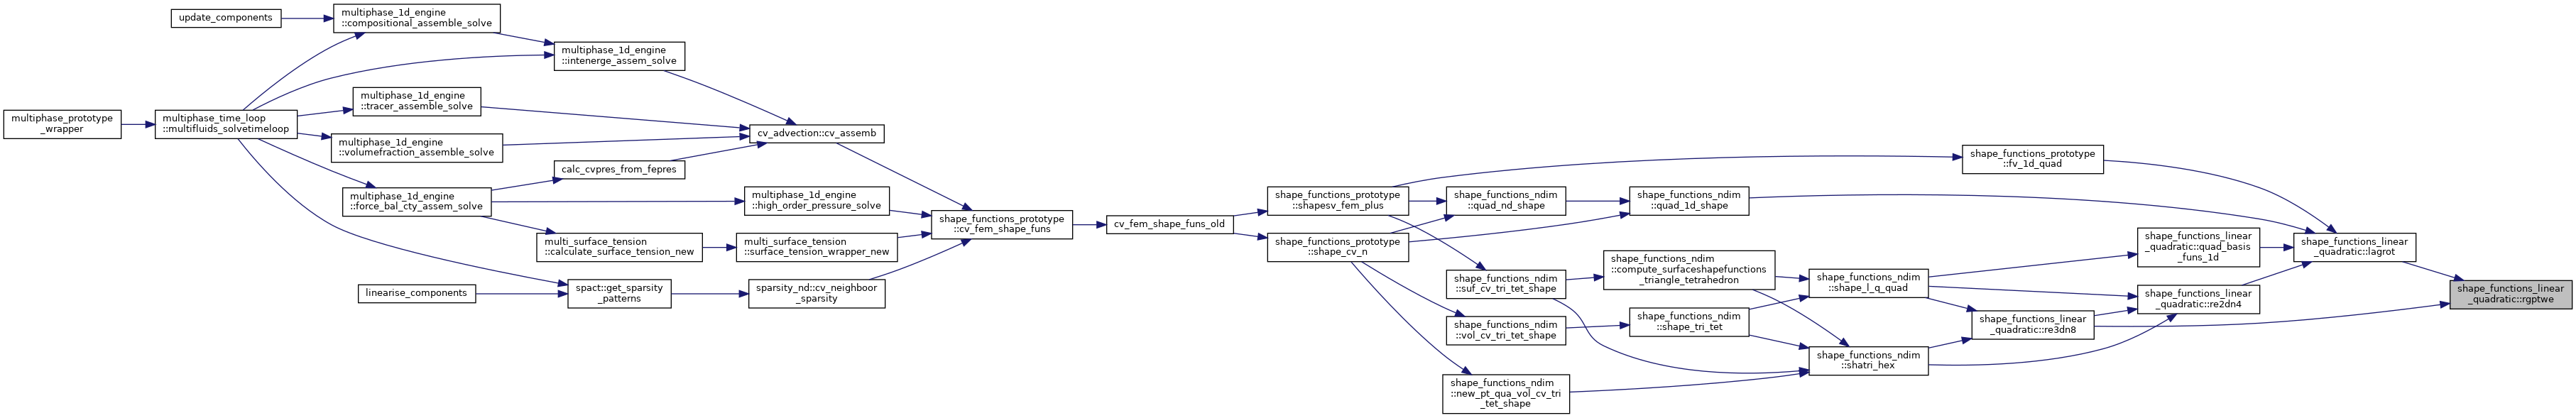 update_components
multiphase_1d_engine
::compositional_assemble_solve
multiphase_1d_engine
::intenerge_assem_solve
multiphase_prototype
_wrapper
multiphase_time_loop
::multifluids_solvetimeloop
multiphase_1d_engine
::tracer_assemble_solve
multiphase_1d_engine
::volumefraction_assemble_solve
cv_advection::cv_assemb
calc_cvpres_from_fepres
multiphase_1d_engine
::force_bal_cty_assem_solve
multiphase_1d_engine
::high_order_pressure_solve
multi_surface_tension
::calculate_surface_tension_new
multi_surface_tension
::surface_tension_wrapper_new
linearise_components
spact::get_sparsity
_patterns
sparsity_nd::cv_neighboor
_sparsity
shape_functions_prototype
::cv_fem_shape_funs
cv_fem_shape_funs_old
shape_functions_prototype
::shapesv_fem_plus
shape_functions_prototype
::shape_cv_n
shape_functions_ndim
::quad_nd_shape
shape_functions_ndim
::quad_1d_shape
shape_functions_prototype
::fv_1d_quad
shape_functions_ndim
::suf_cv_tri_tet_shape
shape_functions_ndim
::compute_surfaceshapefunctions
_triangle_tetrahedron
shape_functions_ndim
::vol_cv_tri_tet_shape
shape_functions_ndim
::shape_tri_tet
shape_functions_ndim
::new_pt_qua_vol_cv_tri
_tet_shape
shape_functions_ndim
::shape_l_q_quad
shape_functions_ndim
::shatri_hex
shape_functions_linear
_quadratic::re3dn8
shape_functions_linear
_quadratic::quad_basis
_funs_1d
shape_functions_linear
_quadratic::re2dn4
shape_functions_linear
_quadratic::lagrot
shape_functions_linear
_quadratic::rgptwe